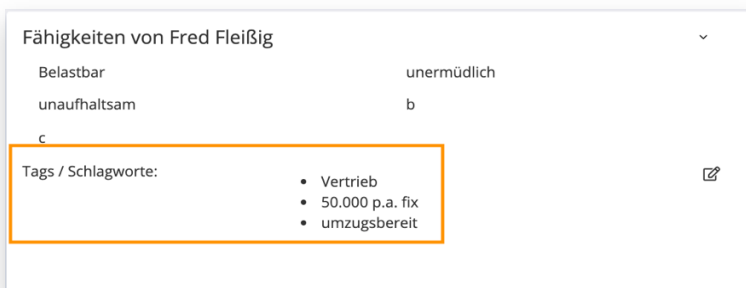 Fähigkeiten von Fred Fleißig
Belastbar unermüdlich
unaufhaltsam b
c
Tags / Schlagworte:
• Vertrieb
• 50.000 p.a. fix
• umzugsbereit